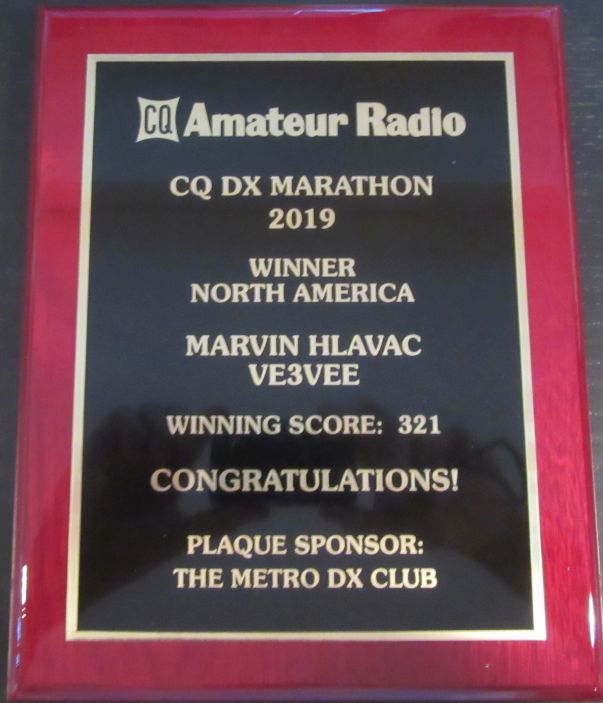 CQ Amateur Radio
CQ DX MARATHON
2019
WINNER
NORTH AMERICA
MARVIN HLAVAC
VE3VEE
WINNING SCORE: 321
CONGRATULATIONS!
PLAQUE SPONSOR:
THE METRO DX CLUB